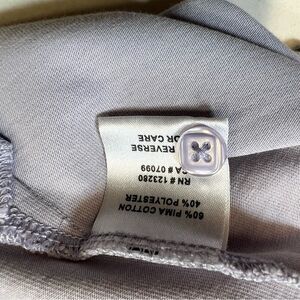 60% PIMA COTTON
40% POLYESTER
RN # 123280
CA # 07099
REVERSE
OR CARE